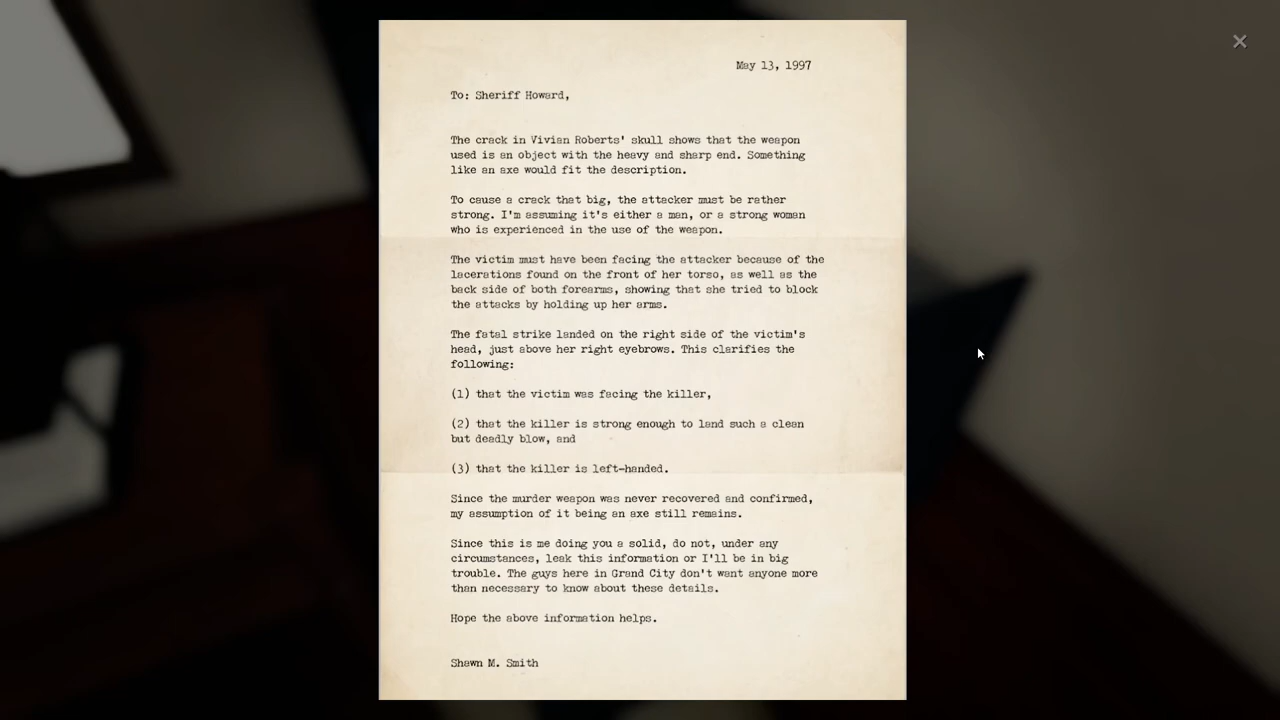 May 13, 1997
To: Sheriff Howard,
The crack in Vivian Roberts' skull shows that the weapon
used is an object with the heavy and sharp end. Something
like an axe would fit the description.
To cause a crack that big, the attacker must be rather
strong. I'm assuming it's either a man, or a strong woman
who is experienced in the use of the weapon.
The victim must have been facing the attacker because of the
lacerations found on the front of her torso, as well as the
back side of both forearms, showing that she tried to block
the attacks by holding up her arms.
The fatal strike landed on the right side of the victim's
head, just above her right eyebrows. This clarifies the
following:
(1) that the victim was facing the killer,
(2) that the killer is strong enough to land such a clean
but deadly blow, and
(3) that the killer is left-handed.
Since the murder weapon was never recovered and confirmed,
my assumption of it being an axe still remains.
Since this is me doing you a solid, do not, under any
circumstances, leak this information or I'll be in big
trouble. The guys here in Grand City don't want anyone more
than necessary to know about these details.
Hope the above information helps.
Shawn M. Smith